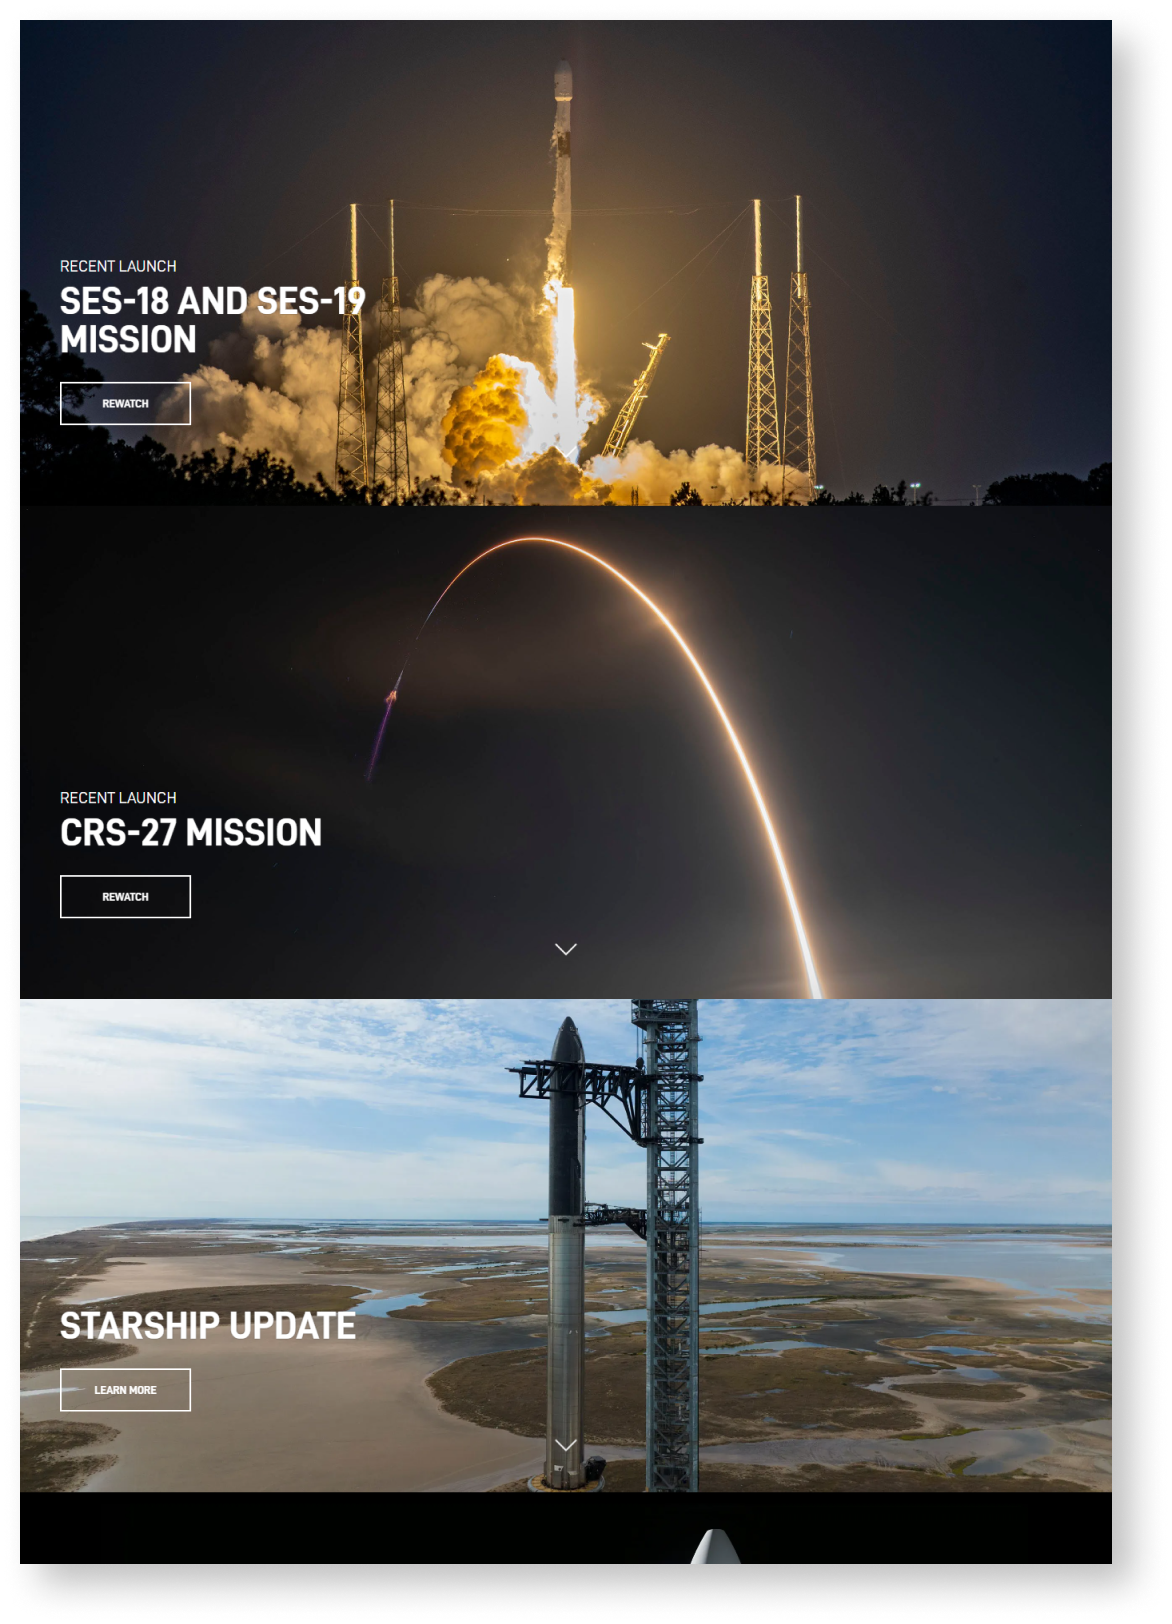 RECENT LAUNCH
SES-18 AND SES-19
MISSION
REWATCH
RECENT LAUNCH
CRS-27 MISSION
REWATCH
STARSHIP UPDATE
LEARN MORE